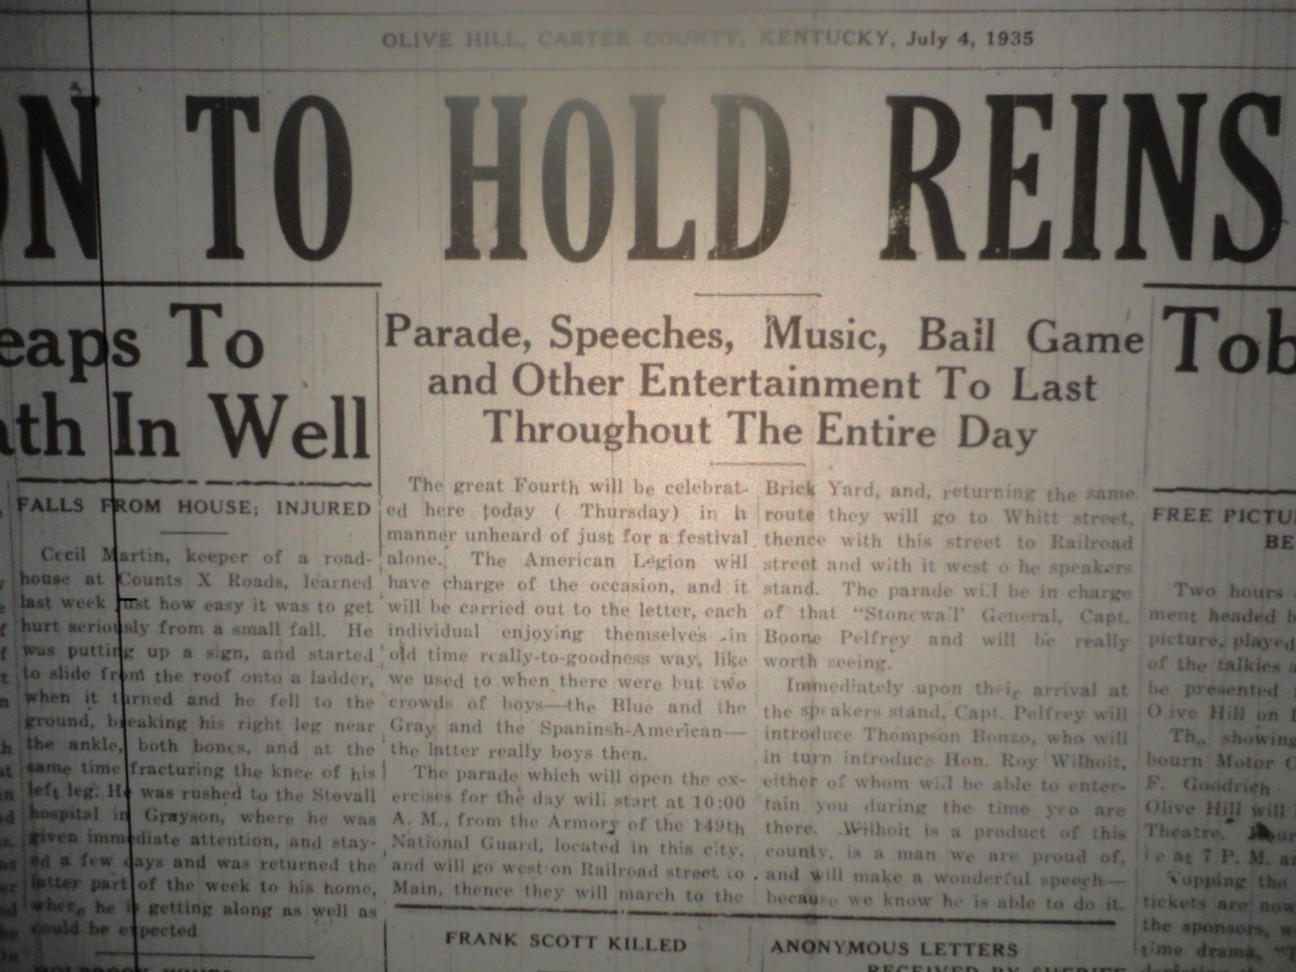 OLIVE HILL, CARTER COUNTY, KENTUCKY, July 4, 1935
ON TO HOLD REINS
eaps To
ath In Well
FALLS FROM HOUSE; INJURED
Cecil Martin, keeper of a road-
house at Counts X Roads, learned
last week just how easy it was to get
hurt seriously from a small fall. He
was putting up a sign, and started
to slide from the roof onto a ladder,
when it turned and he fell to the
ground, breaking his right leg near
the ankle, both bones, and at the
same time fracturing the knee of his
left leg. He was rushed to the Stovall
hospital in Grayson, where he was
given immediate attention, and stay-
ed a few days and was returned the
latter part of the week to his home,
where he is getting along as well as
could be expected
Parade, Speeches, Music, Bail Game
and Other Entertainment To Last
Throughout The Entire Day
The great Fourth will be celebrat-
ed here today ( Thursday) in h
manner unheard of just for a festival
alone. The American Legion will
have charge of the occasion, and it
will be carried out to the letter, each
individual enjoying themselves in
old time really-to-goodness way, like
we used to when there were but two
crowds of boys—the Blue and the
Gray and the Spaninsh-American—
the latter really boys then.
The parade which will open the ex-
ercises for the day will start at 10:00
A. M., from the Armory of the 149th
National Guard, located in this city,
and will go west on Railroad street to
Main, thence they will march to the
Brick Yard, and, returning the same
route they will go to Whitt street,
thence with this street to Railroad
street and with it west o he speakers
stand. The parade will be in charge
of that "Stonewall' General, Capt.
Boone Pelfrey and will be really
worth seeing.
Immediately upon their arrival at
the speakers stand, Capt. Pelfrey will
introduce Thompson Bonzo, who will
in turn introduce Hon. Roy Wilhoit,
either of whom will be able to enter-
tain you during the time yeo are
there. Wilhoit is a product of this
county, is a man we are proud of,
and will make a wonderful speech—
because we know he is able to do it.
FRANK SCOTT KILLED
ANONYMOUS LETTERS
RECEIVED BY SHERIFF
Tob
FREE PICTU
BE
Two hours
ment headed b
picture, played
of the talkies a
be presented
Olive Hill on
The showing
bourn Motor C
F. Goodrich
Olive Hill will
Theatre.
at 7 P. M. a
Topping the
tickets are now
the sponsors, w
time drama, "T